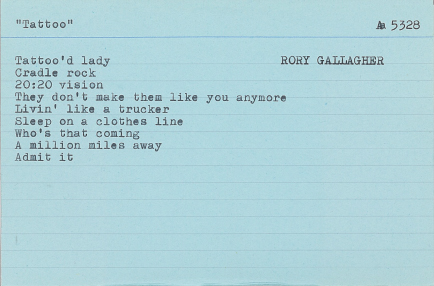 "Tattoo" Aa 5328
Tattoo'd lady RORY GALLAGHER
Cradle rock
20:20 vision
They don't make them like you anymore
Livin' like a trucker
Sleep on a clothes line
Who's that coming
A million miles away
Admit it